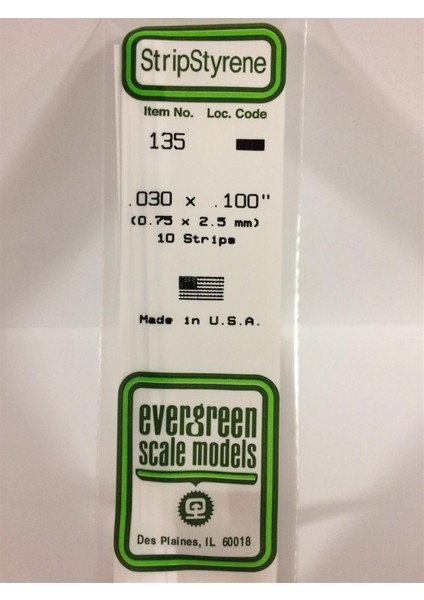 StripStyrene
Item No. Loc. Code
135
.030 x .100"
(0.75 x 2.5 mm)
10 Strips
Made in U.S.A.
evergreen
scale models
Des Plaines, IL 60018